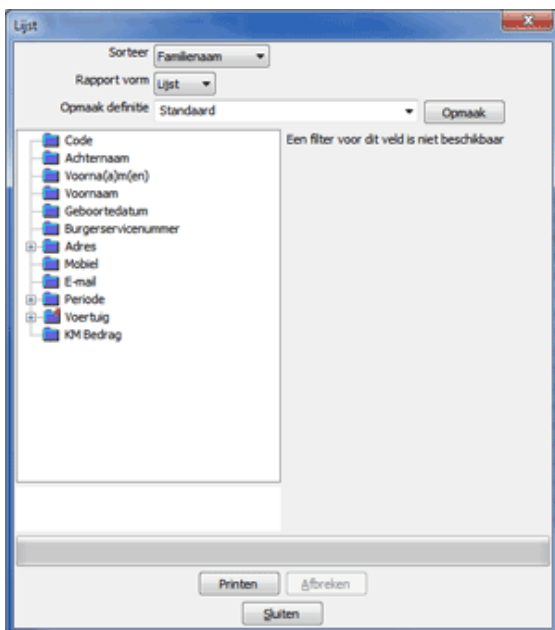 Lijst
Sorteer Familienaam
Rapport vorm Lijst
Opmaak definitie Standaard Opmaak
Een filter voor dit veld is niet beschikbaar
Code
Achternaam
Voorna(a)m(en)
Voornaam
Geboortedatum
Burgerservicenummer
Adres
Mobiel
E-mail
Periode
Voertuig
KM Bedrag
Printen Afbreken
Sluiten